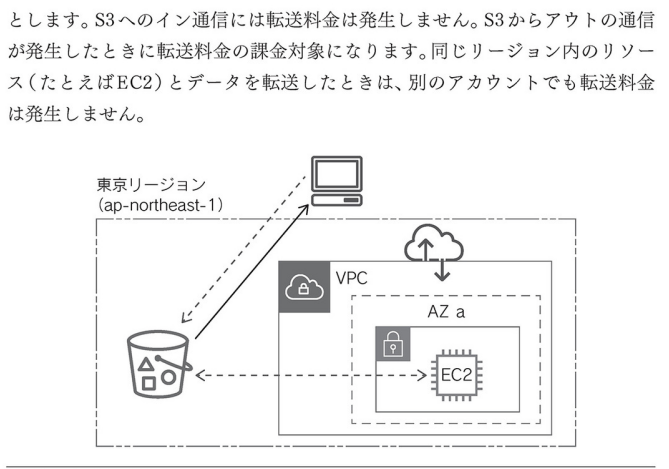 とします。S3へのイン通信には転送料金は発生しません。S3からアウトの通信
が発生したときに転送料金の課金対象になります。同じリージョン内のリソー
ス（たとえばEC2）とデータを転送したときは、別のアカウントでも転送料金
は発生しません。
東京リージョン
（ap-northeast-1）
VPC
AZ a
EC2